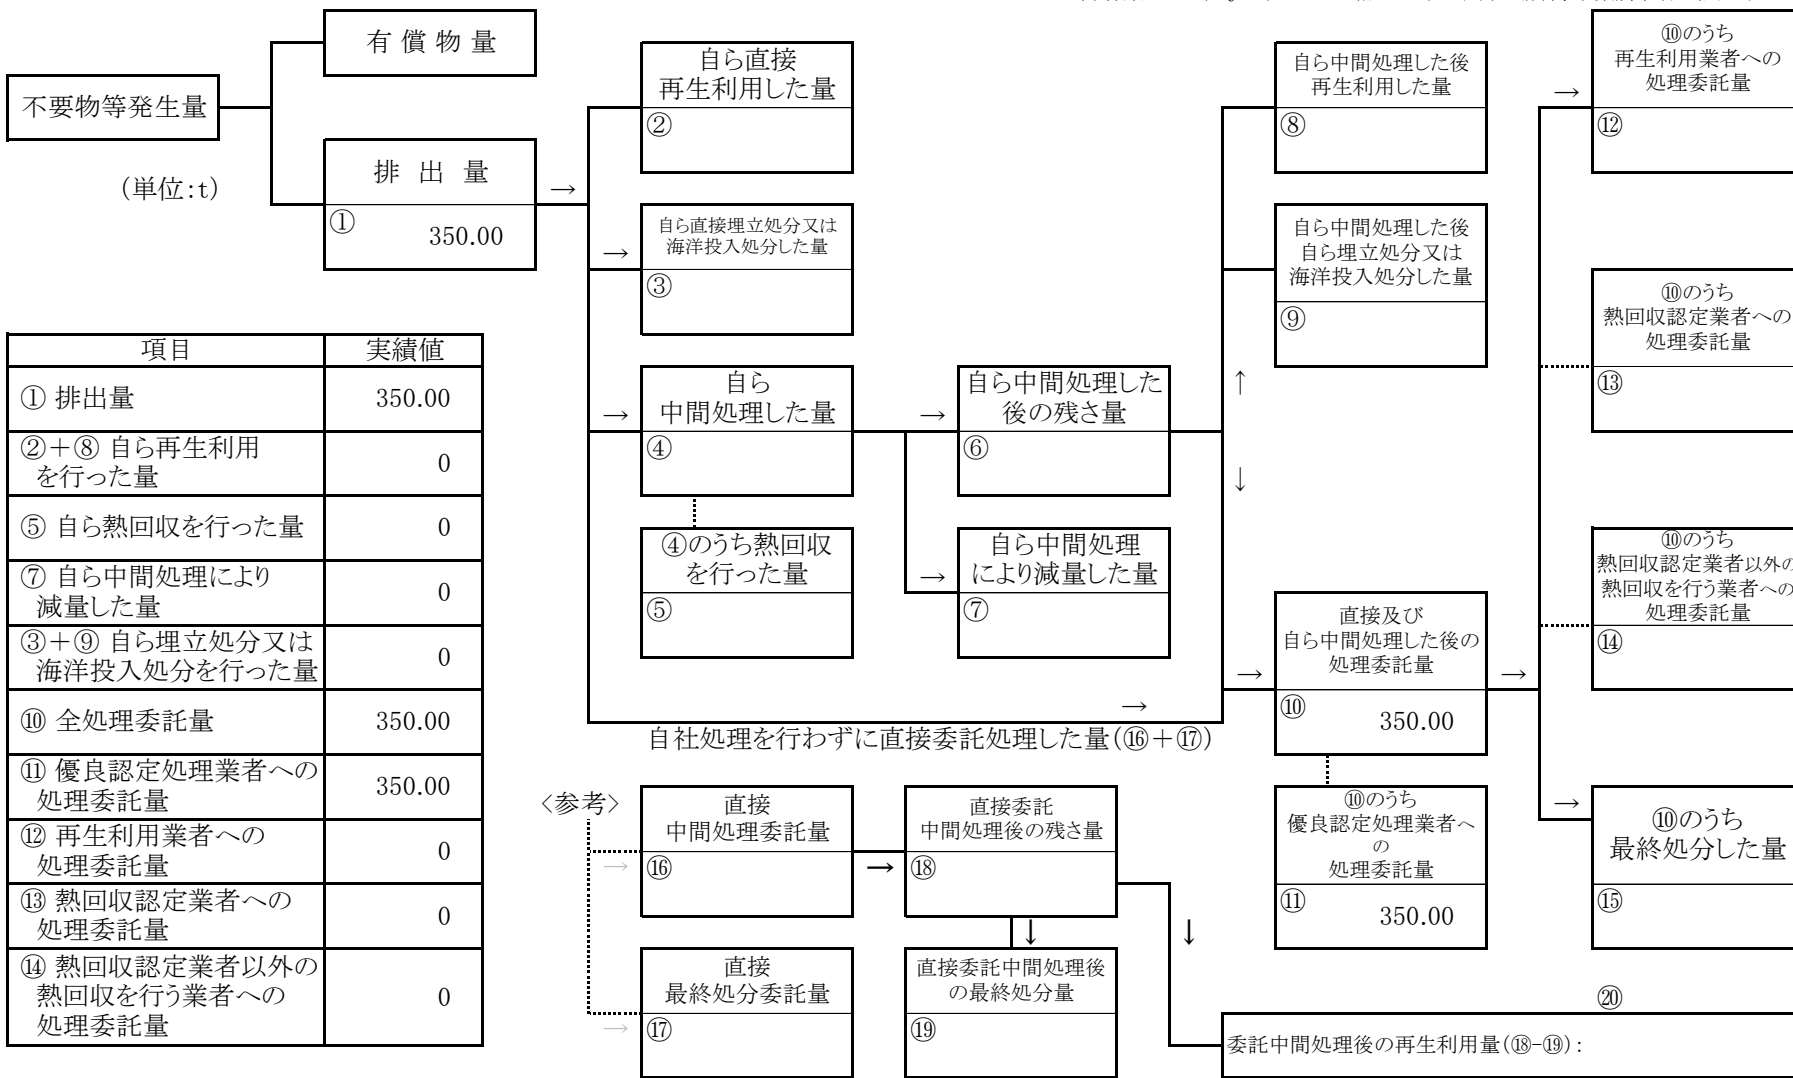 有償物量
不要物等発生量
(単位:t)
排出量
①
350.00
→
自ら直接
再生利用した量
②
→
自ら直接埋立処分又は
海洋投入処分した量
③
→
自ら
中間処理した量
④
④のうち熱回収
を行った量
⑤
→
自ら中間処理した
後の残さ量
⑥
→
自ら中間処理
により減量した量
⑦
↑
↓
自ら中間処理した後
再生利用した量
⑧
自ら中間処理した後
自ら埋立処分又は
海洋投入処分した量
⑨
→
直接及び
自ら中間処理した後の
処理委託量
⑩
350.00
⑩のうち
優良認定処理業者へ
の
処理委託量
⑪
350.00
→
→
⑩のうち
再生利用業者への
処理委託量
⑫
⑩のうち
熱回収認定業者への
処理委託量
⑬
⑩のうち
熱回収認定業者以外の
熱回収を行う業者への
処理委託量
⑭
→
⑩のうち
最終処分した量
⑮
→
自社処理を行わずに直接委託処理した量(⑯+⑰)
項目 実績値
① 排出量 350.00
②+⑧ 自ら再生利用
を行った量 0
⑤ 自ら熱回収を行った量 0
⑦ 自ら中間処理により
減量した量 0
③+⑨ 自ら埋立処分又は
海洋投入処分を行った量 0
⑩ 全処理委託量 350.00
⑪ 優良認定処理業者への
処理委託量 350.00
⑫ 再生利用業者への
処理委託量 0
⑬ 熱回収認定業者への
処理委託量 0
⑭ 熱回収認定業者以外の
熱回収を行う業者への
処理委託量 0
<参考>
→
直接
中間処理委託量
⑯
→
直接委託
中間処理後の残さ量
⑱
↓
↓
→
直接
最終処分委託量
⑰
直接委託中間処理後
の最終処分量
⑲
⑳
委託中間処理後の再生利用量(⑱-⑲):